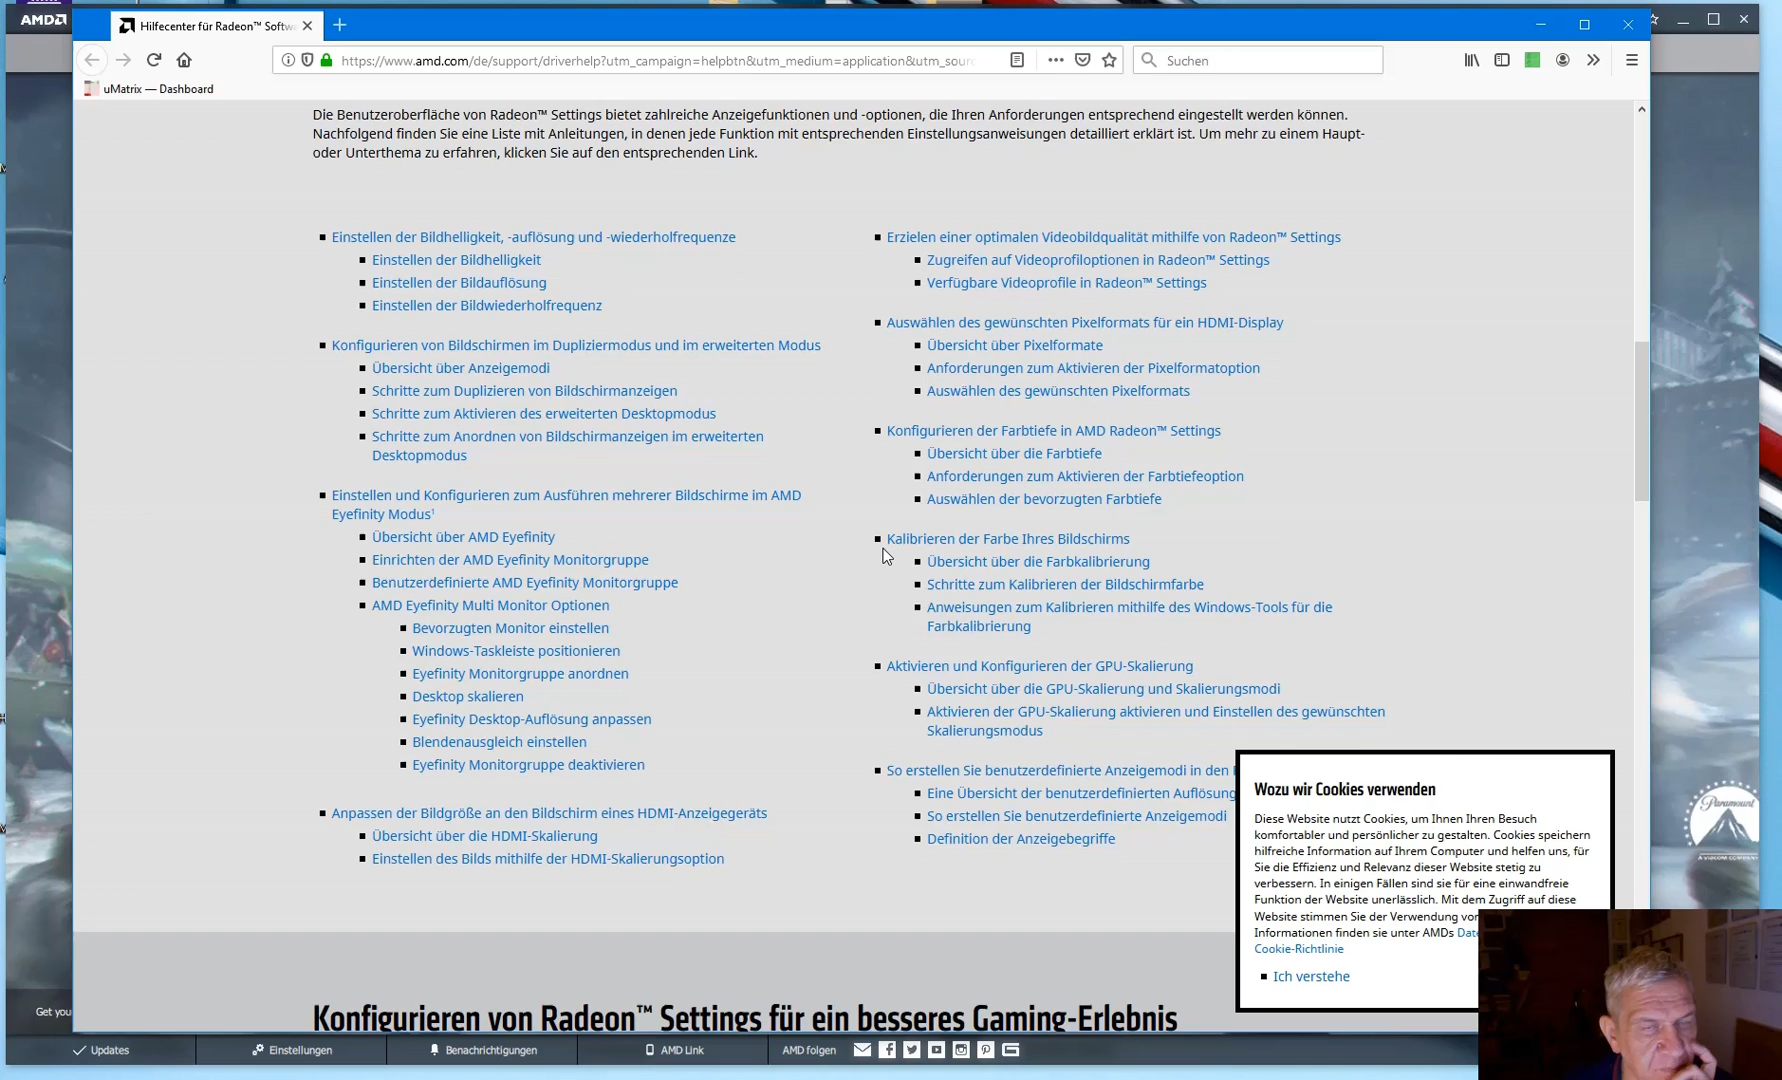 AMD
Hilfecenter für Radeon™ Softw
https://www.amd.com/de/support/driverhelp?utm_campaign=helpbtn&utm_medium=application&utm_sour
Suchen
uMatrix — Dashboard
Die Benutzeroberfläche von Radeon™ Settings bietet zahlreiche Anzeigefunktionen und -optionen, die Ihren Anforderungen entsprechend eingestellt werden können.
Nachfolgend finden Sie eine Liste mit Anleitungen, in denen jede Funktion mit entsprechenden Einstellungsanweisungen detailliert erklärt ist. Um mehr zu einem Haupt-
oder Unterthema zu erfahren, klicken Sie auf den entsprechenden Link.
Einstellen der Bildhelligkeit, -auflösung und -wiederholfrequenze
Einstellen der Bildhelligkeit
Einstellen der Bildauflösung
Einstellen der Bildwiederholfrequenz
Konfigurieren von Bildschirmen im Dupliziermodus und im erweiterten Modus
Übersicht über Anzeigemodi
Schritte zum Duplizieren von Bildschirmanzeigen
Schritte zum Aktivieren des erweiterten Desktopmodus
Schritte zum Anordnen von Bildschirmanzeigen im erweiterten
Desktopmodus
Einstellen und Konfigurieren zum Ausführen mehrerer Bildschirme im AMD
Eyefinity Modus¹
Übersicht über AMD Eyefinity
Einrichten der AMD Eyefinity Monitorgruppe
Benutzerdefinierte AMD Eyefinity Monitorgruppe
AMD Eyefinity Multi Monitor Optionen
Bevorzugten Monitor einstellen
Windows-Taskleiste positionieren
Eyefinity Monitorgruppe anordnen
Desktop skalieren
Eyefinity Desktop-Auflösung anpassen
Blendenausgleich einstellen
Eyefinity Monitorgruppe deaktivieren
Anpassen der Bildgröße an den Bildschirm eines HDMI-Anzeigegeräts
Übersicht über die HDMI-Skalierung
Einstellen des Bilds mithilfe der HDMI-Skalierungsoption
Erzielen einer optimalen Videobildqualität mithilfe von Radeon™ Settings
Zugreifen auf Videoprofiloptionen in Radeon™ Settings
Verfügbare Videoprofile in Radeon™ Settings
Auswählen des gewünschten Pixelformats für ein HDMI-Display
Übersicht über Pixelformate
Anforderungen zum Aktivieren der Pixelformatoption
Auswählen des gewünschten Pixelformats
Konfigurieren der Farbtiefe in AMD Radeon™ Settings
Übersicht über die Farbtiefe
Anforderungen zum Aktivieren der Farbtiefeoption
Auswählen der bevorzugten Farbtiefe
Kalibrieren der Farbe Ihres Bildschirms
Übersicht über die Farbkalibrierung
Schritte zum Kalibrieren der Bildschirmfarbe
Anweisungen zum Kalibrieren mithilfe des Windows-Tools für die
Farbkalibrierung
Aktivieren und Konfigurieren der GPU-Skalierung
Übersicht über die GPU-Skalierung und Skalierungsmodi
Aktivieren der GPU-Skalierung aktivieren und Einstellen des gewünschten
Skalierungsmodus
So erstellen Sie benutzerdefinierte Anzeigemodi in den
Eine Übersicht der benutzerdefinierten Auflösung
So erstellen Sie benutzerdefinierte Anzeigemodi
Definition der Anzeigebegriffe
Wozu wir Cookies verwenden
Diese Website nutzt Cookies, um Ihnen Ihren Besuch
komfortabler und persönlicher zu gestalten. Cookies speichern
hilfreiche Information auf Ihrem Computer und helfen uns, für
Sie die Effizienz und Relevanz dieser Website stetig zu
verbessern. In einigen Fällen sind sie für eine einwandfreie
Funktion der Website unerlässlich. Mit dem Zugriff auf diese
Website stimmen Sie der Verwendung vor
Informationen finden sie unter AMDs Date
Cookie-Richtlinie
Ich verstehe
Paramount
A VIACOM COMPANY
Konfigurieren von Radeon™ Settings für ein besseres Gaming-Erlebnis
Get you
Updates
Einstellungen
Benachrichtigungen
AMD Link
AMD folgen